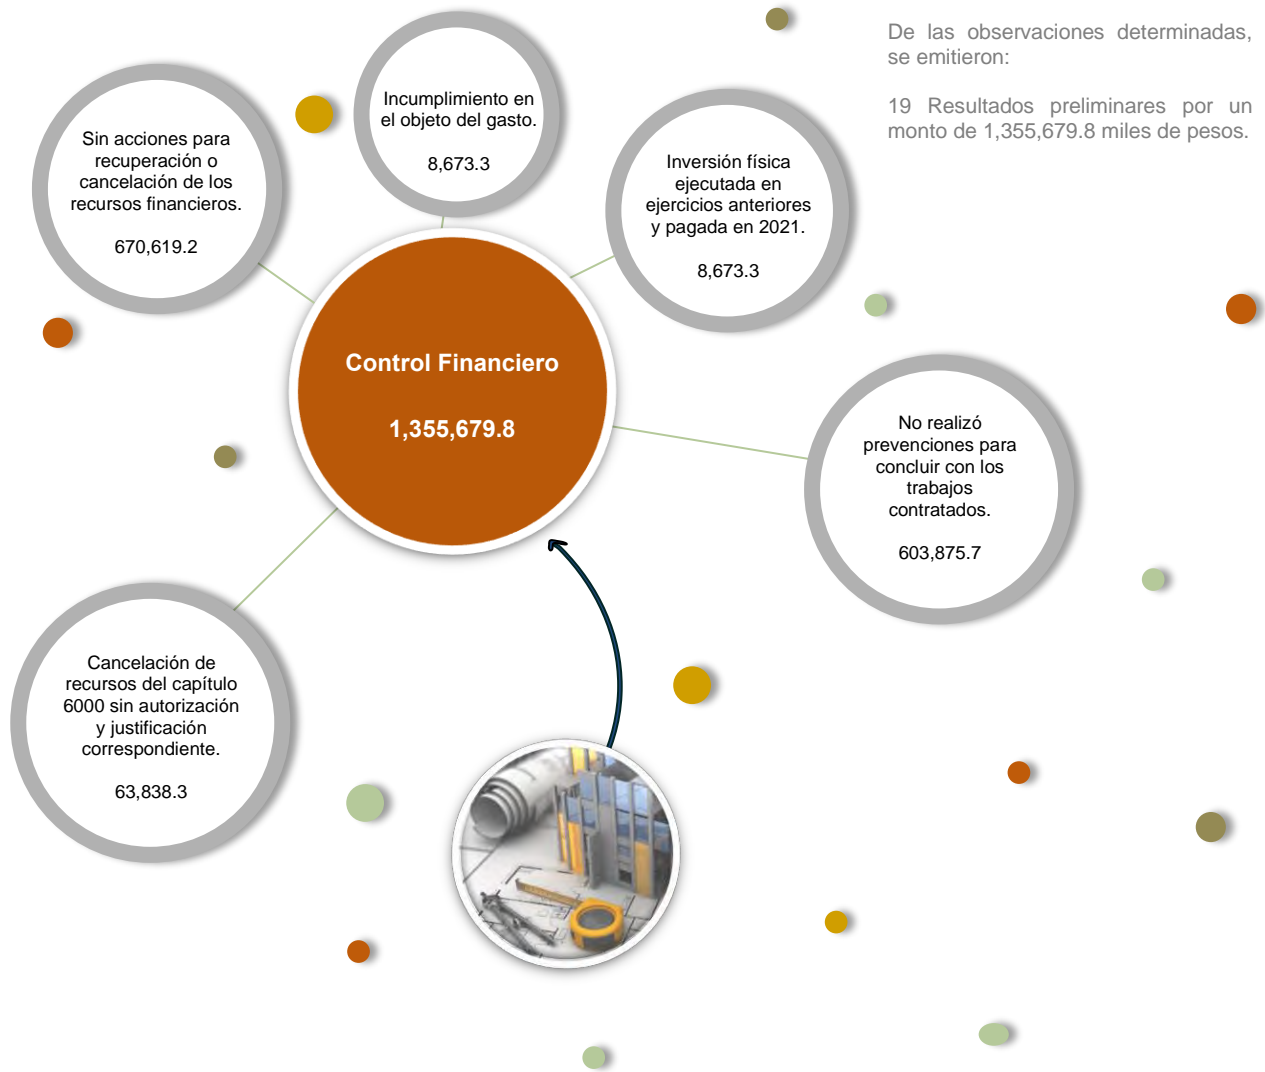 De las observaciones determinadas,
se emitieron:
19 Resultados preliminares por un
monto de 1,355,679.8 miles de pesos.
Incumplimiento en
el objeto del gasto.
8,673.3
Sin acciones para
recuperación o
cancelación de los
recursos financieros.
670,619.2
Inversión física
ejecutada en
ejercicios anteriores
y pagada en 2021.
8,673.3
Control Financiero
1,355,679.8
No realizó
prevenciones para
concluir con los
trabajos
contratados.
603,875.7
Cancelación de
recursos del capítulo
6000 sin autorización
y justificación
correspondiente.
63,838.3